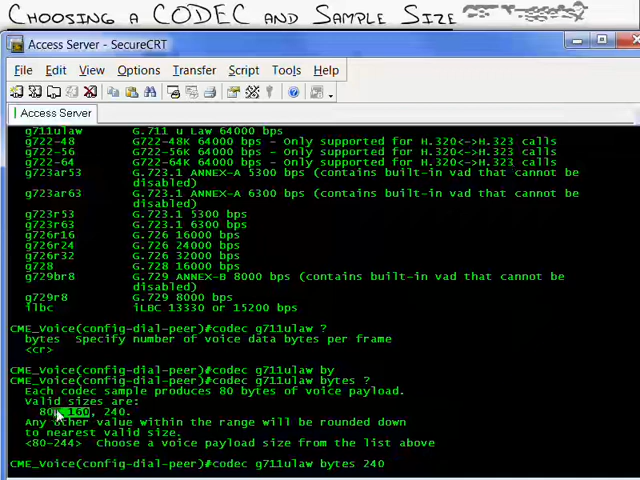 CHOOSING A CODEC AND SAMPLE SIZE
Access Server - SecureCRT
File Edit View Options Transfer Script Tools Help
Access Server
g711ulaw G.711 u Law 64000 bps
g722-48 G722-48K 64000 bps - Only supported for H.320<->H.323 calls
g722-56 G722-56K 64000 bps - Only supported for H.320<->H.323 calls
g722-64 G722-64K 64000 bps - Only supported for H.320<->H.323 calls
g723ar53 G.723.1 ANNEX-A 5300 bps (contains built-in vad that cannot be
disabled)
g723ar63 G.723.1 ANNEX-A 6300 bps (contains built-in vad that cannot be
disabled)
g723r53 G.723.1 5300 bps
g723r63 G.723.1 6300 bps
g726r16 G.726 16000 bps
g726r24 G.726 24000 bps
g726r32 G.726 32000 bps
g728 G.728 16000 bps
g729br8 G.729 ANNEX-B 8000 bps (contains built-in vad that cannot be
disabled)
g729r8 G.729 8000 bps
ilbc iLBC 13330 or 15200 bps
CME_Voice(config-dial-peer)#codec g711ulaw ?
bytes Specify number of voice data bytes per frame
<cr>
CME_Voice(config-dial-peer)#codec g711ulaw by
CME_Voice(config-dial-peer)#codec g711ulaw bytes ?
Each codec sample produces 80 bytes of voice payload.
Valid sizes are:
80, 160, 240.
Any other value within the range will be rounded down
to nearest valid size.
<80-244> Choose a voice payload size from the list above
CME_Voice(config-dial-peer)#codec g711ulaw bytes 240